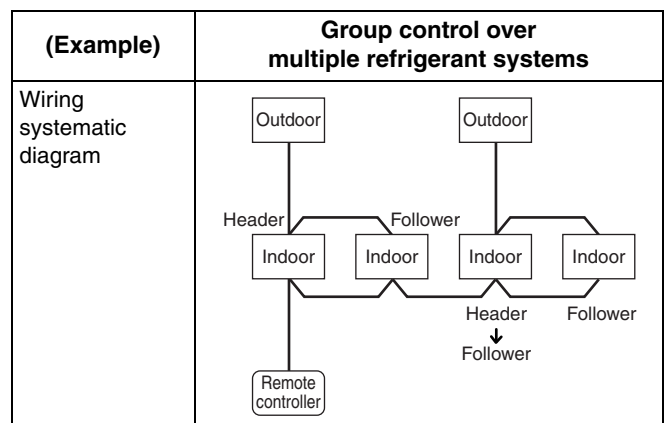 (Example)
Group control over
multiple refrigerant systems
Wiring
systematic
diagram
Outdoor
Outdoor
Header
Follower
Indoor
Indoor
Indoor
Indoor
Header
Follower
Follower
Remote
controller